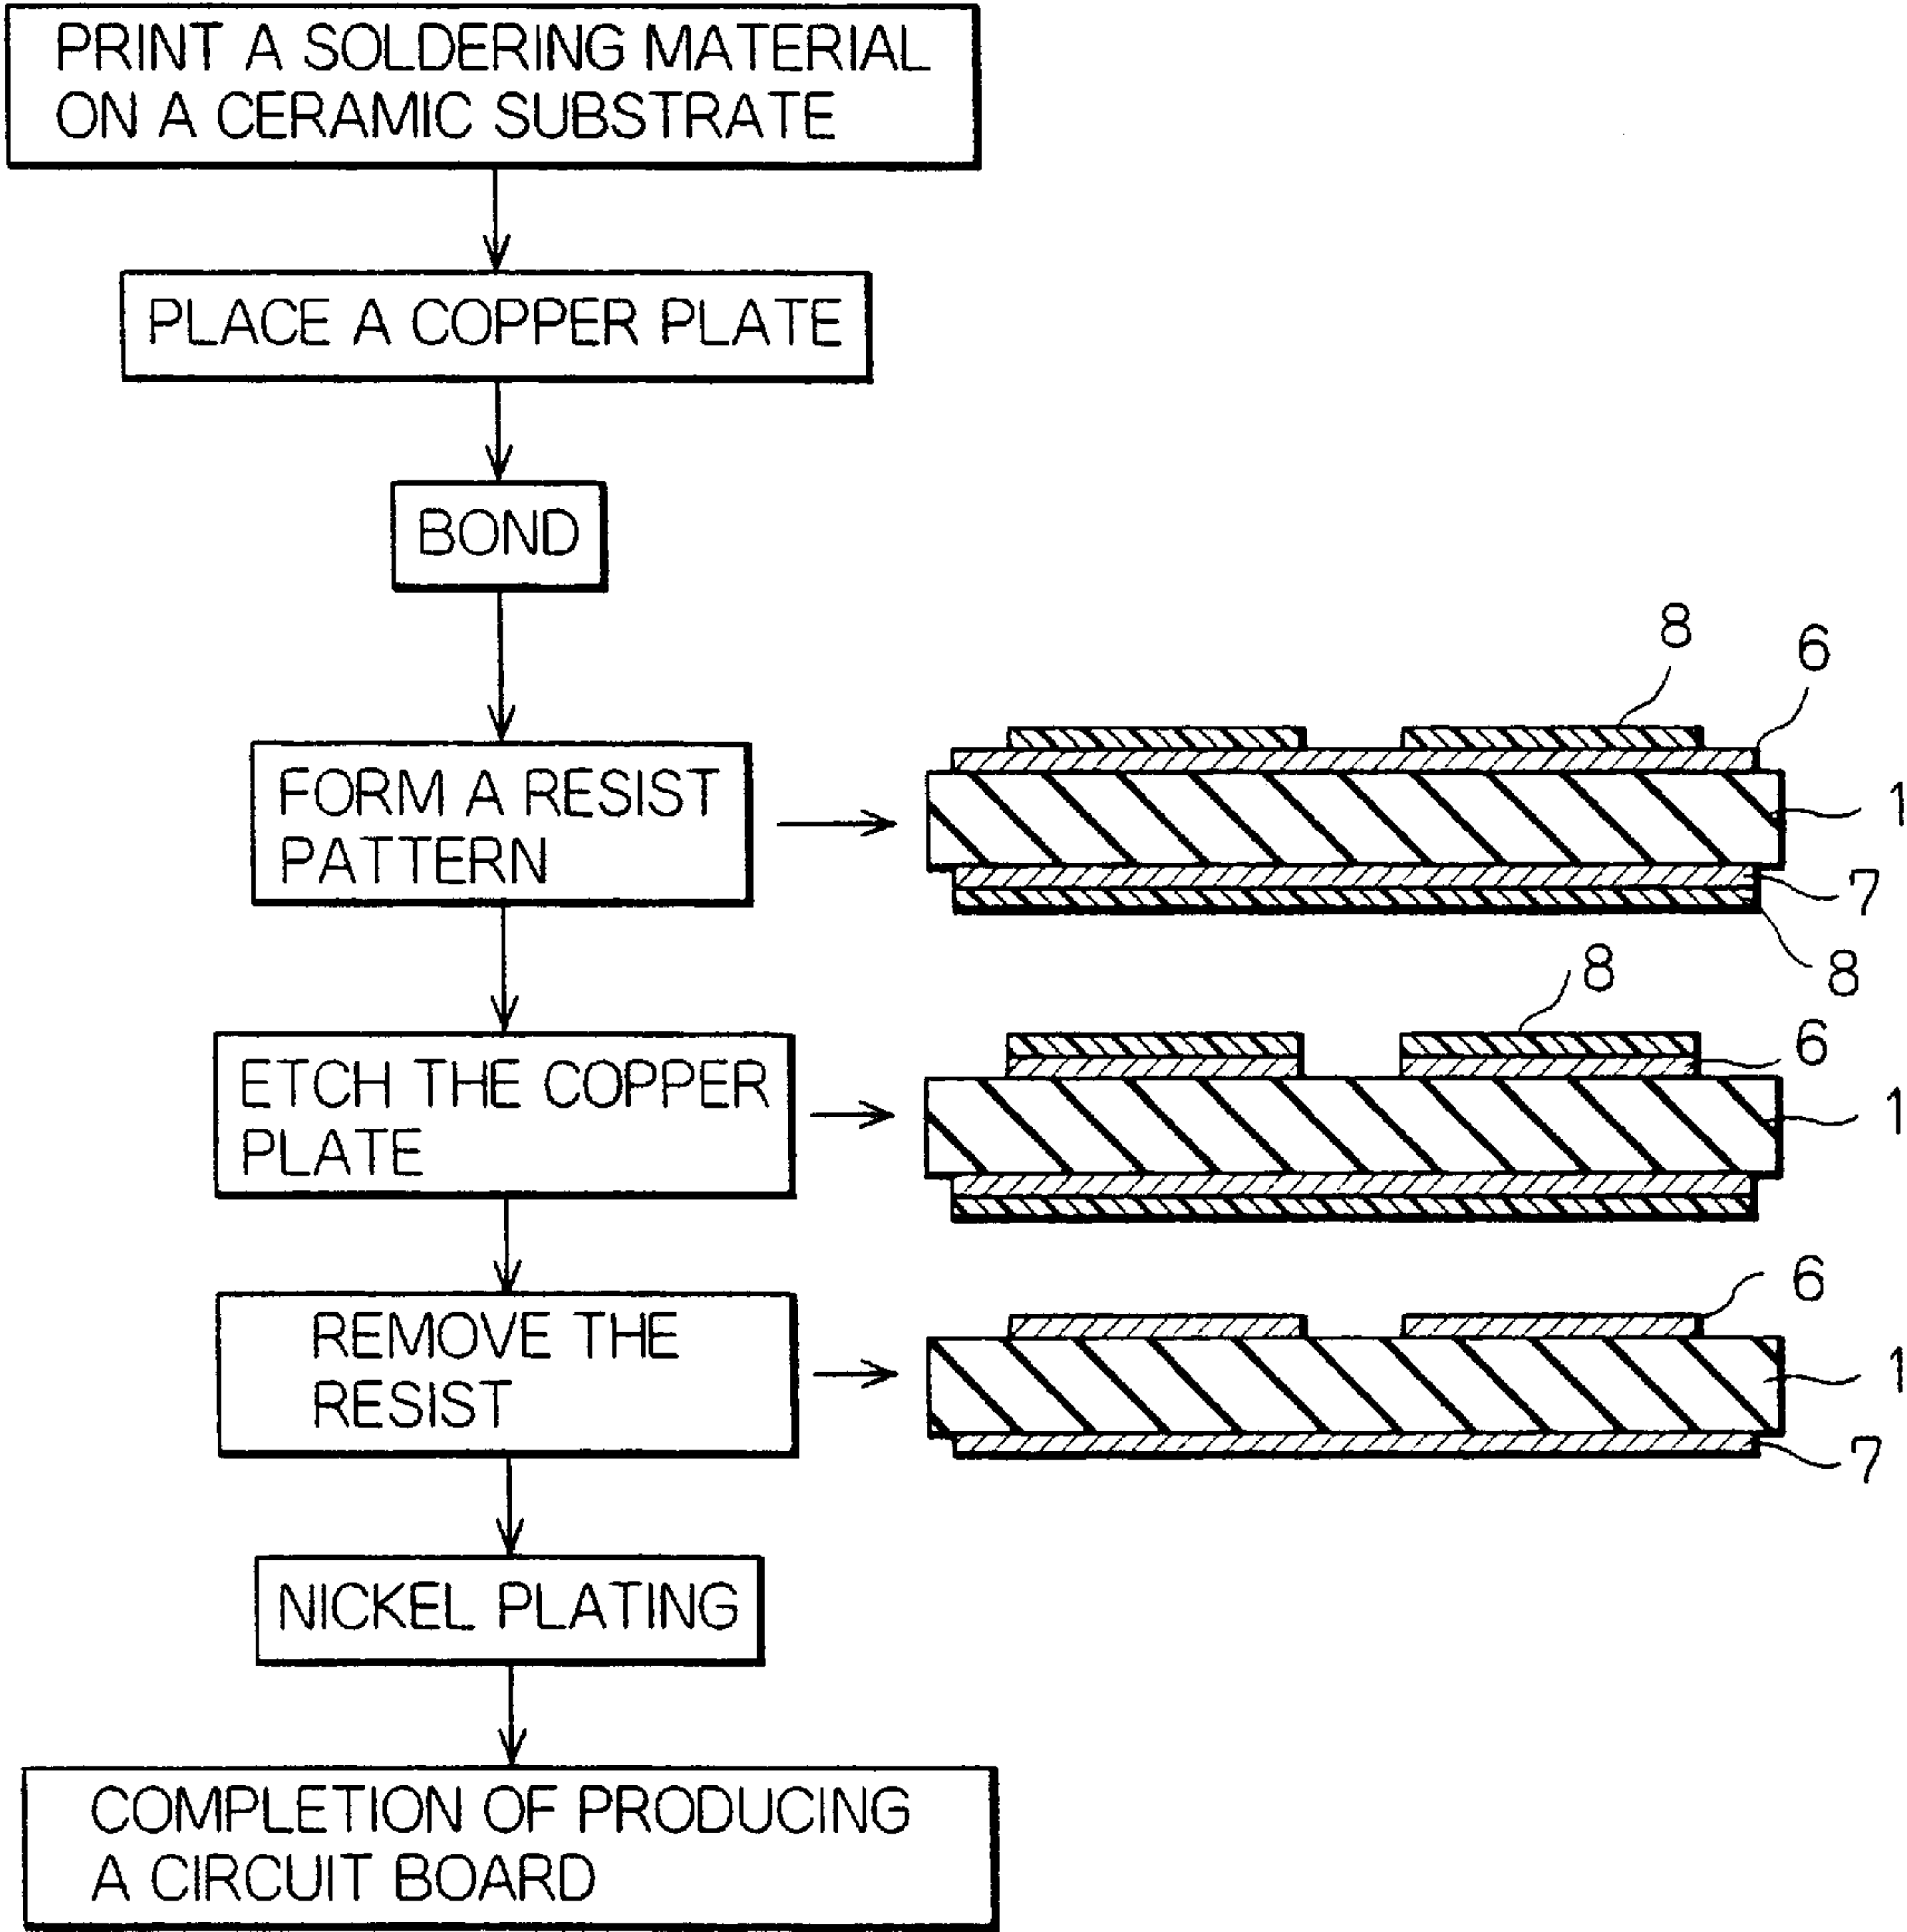 PRINT A SOLDERING MATERIAL
ON A CERAMIC SUBSTRATE
PLACE A COPPER PLATE
BOND
FORM A RESIST
PATTERN
8
6
1
7
8
ETCH THE COPPER
PLATE
8
6
1
REMOVE THE
RESIST
6
1
7
NICKEL PLATING
COMPLETION OF PRODUCING
A CIRCUIT BOARD